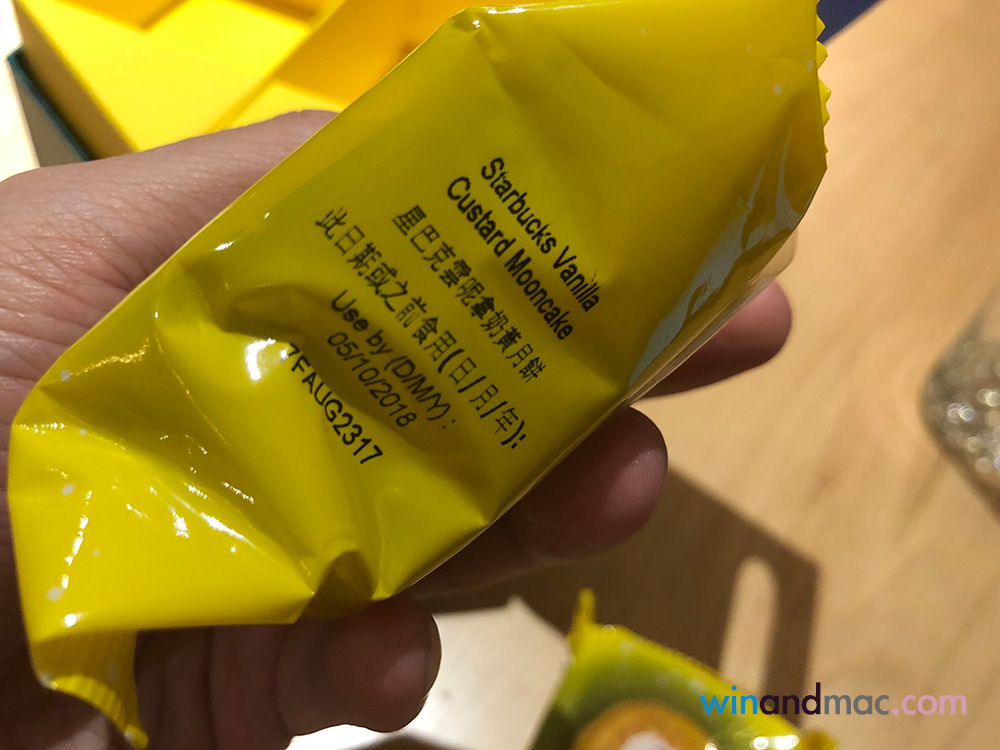 Starbucks Vanilla
Custard Mooncake
星巴克雲呢拿奶黃月餅
此日期或之前食用(日/月/年):
Use by (D/M/Y) :
05/10/2018
FAUG2317
winandmac.com